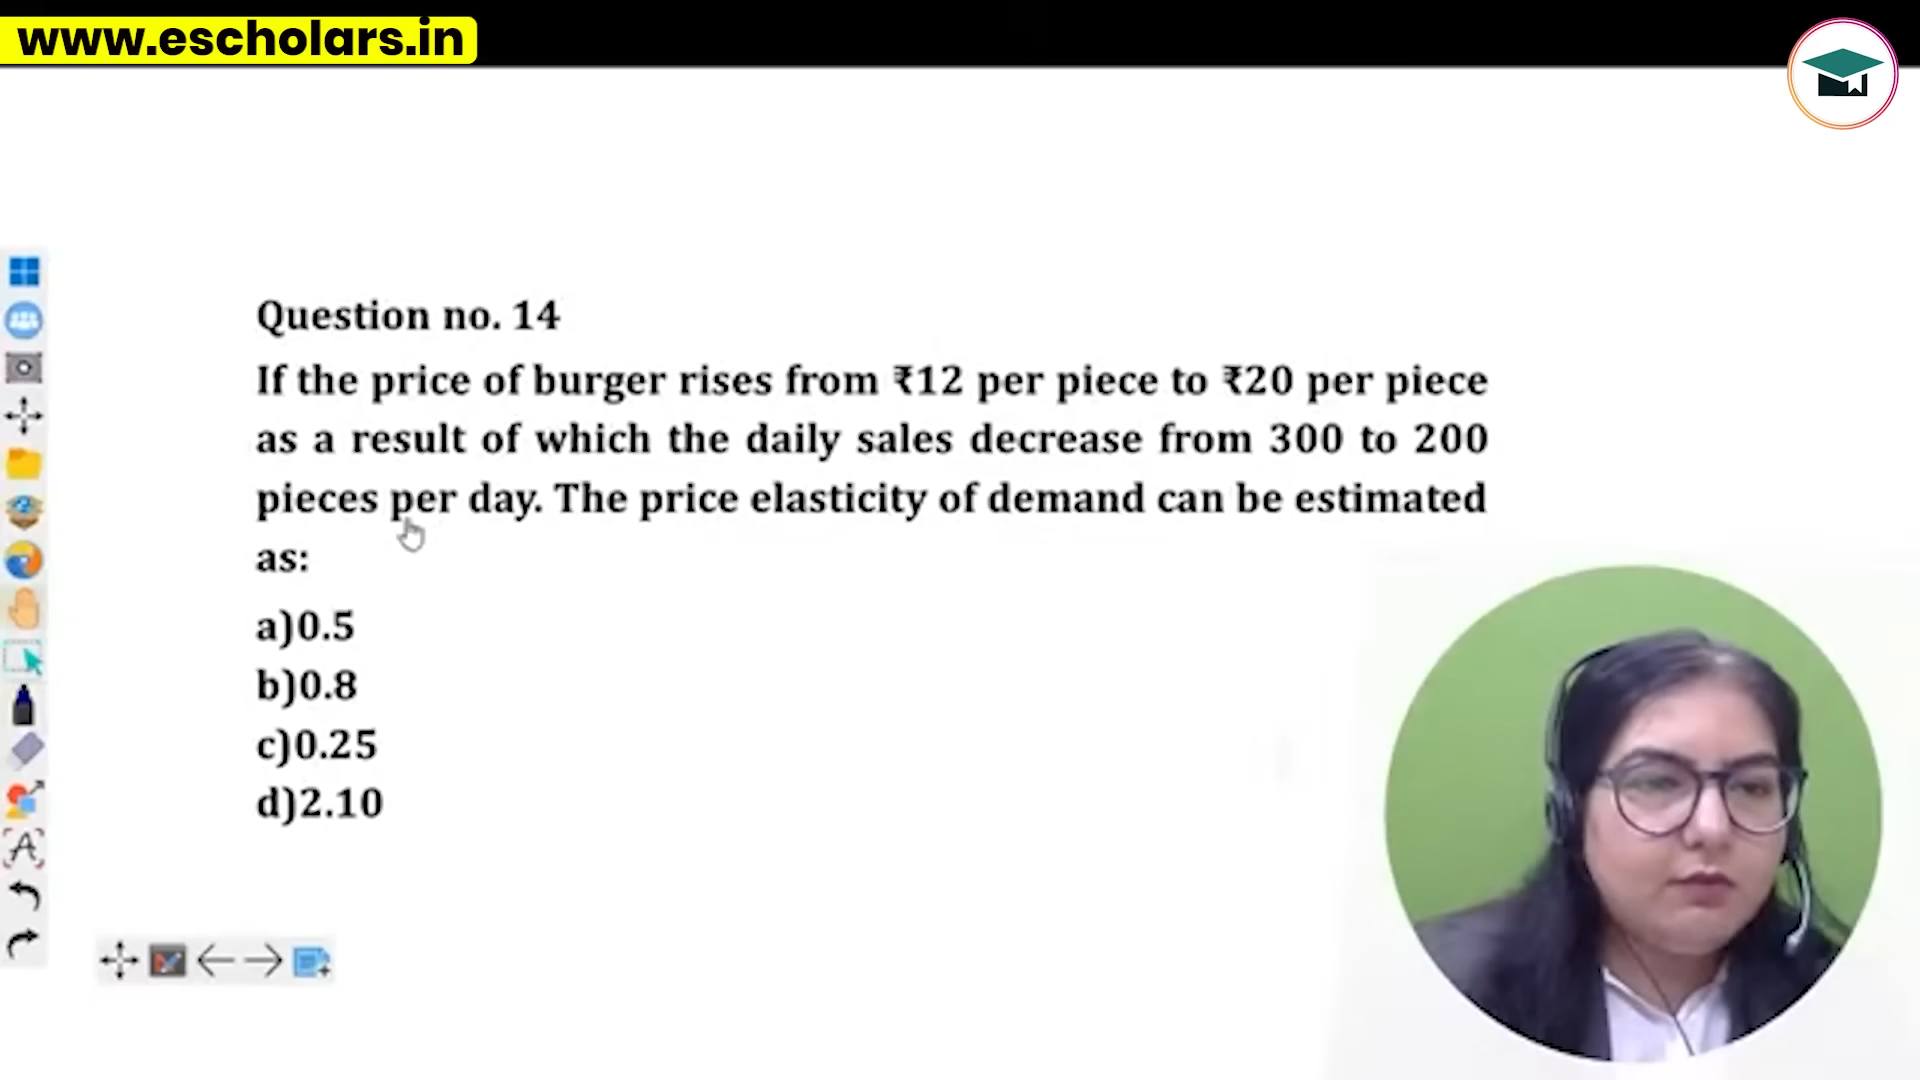 www.escholars.in
Question no. 14
If the price of burger rises from ₹12 per piece to ₹20 per piece
as a result of which the daily sales decrease from 300 to 200
pieces per day. The price elasticity of demand can be estimated
as:
a)0.5
b)0.8
c)0.25
d)2.10